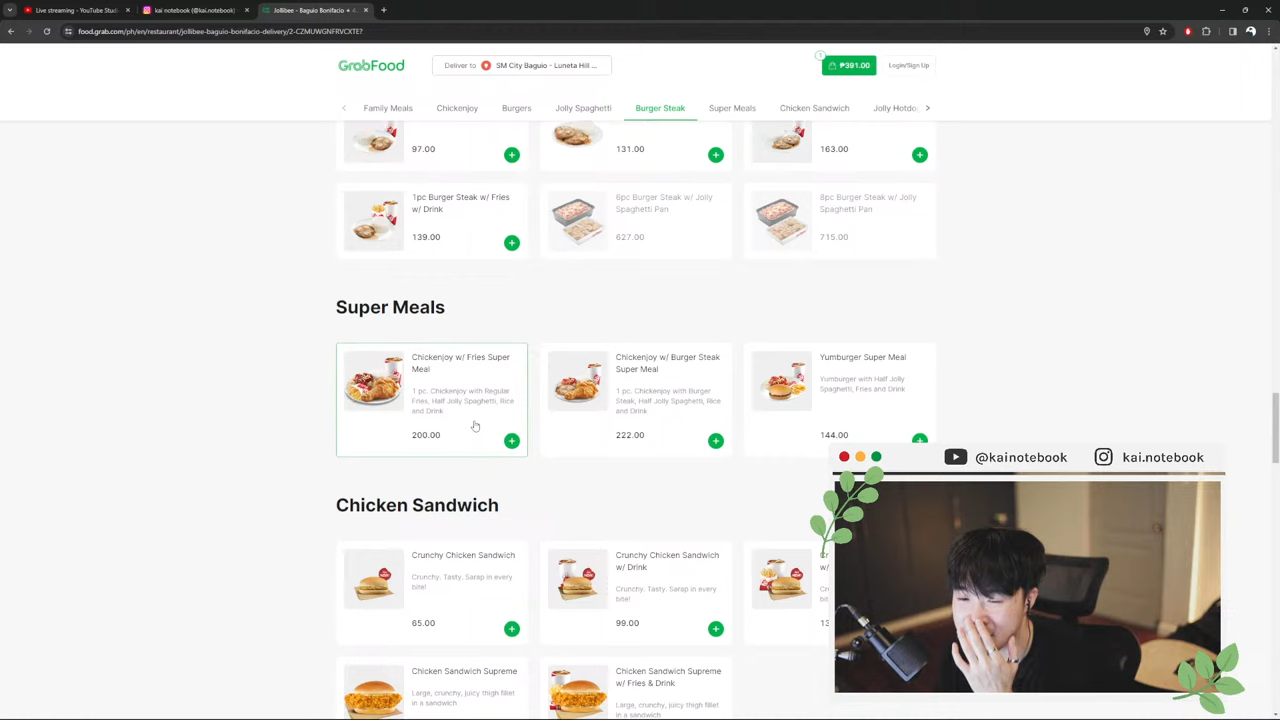 Live streaming - YouTube St
kai notebook (@kai.notebook)
Jollibee - Baguio Bonifacio +
food.grab.com/ph/en/restaurant/jollibee-baguio-bonifacio-delivery/2-CZMUWGNFRVCXTE?
GrabFood
Deliver to SM City Baguio - Luneta Hill ...
1
₱391.00
Login/Sign Up
Family Meals
Chickenjoy
Burgers
Jolly Spaghetti
Burger Steak
Super Meals
Chicken Sandwich
Jolly Hotdo
97.00
131.00
163.00
1pc Burger Steak w/ Fries
w/ Drink
139.00
6pc Burger Steak w/ Jolly
Spaghetti Pan
627.00
8pc Burger Steak w/ Jolly
Spaghetti Pan
715.00
Super Meals
Chickenjoy w/ Fries Super
Meal
1 pc. Chickenjoy with Regular
Fries, Half Jolly Spaghetti, Rice
and Drink
200.00
Chickenjoy w/ Burger Steak
Super Meal
1 pc. Chickenjoy with Burger
Steak, Half Jolly Spaghetti, Rice
and Drink
222.00
Yumburger Super Meal
Yumburger with Half Jolly
Spaghetti, Fries and Drink
144.00
@kainotebook
kai.notebook
Chicken Sandwich
Crunchy Chicken Sandwich
Crunchy. Tasty. Sarap in every
bite!
65.00
Crunchy Chicken Sandwich
w/ Drink
Crunchy. Tasty. Sarap in every
bite!
99.00
Chicken Sandwich Supreme
Large, crunchy, juicy thigh fillet
in a sandwich
Chicken Sandwich Supreme
w/ Fries & Drink
Large, crunchy, juicy thigh fillet
in a sandwich